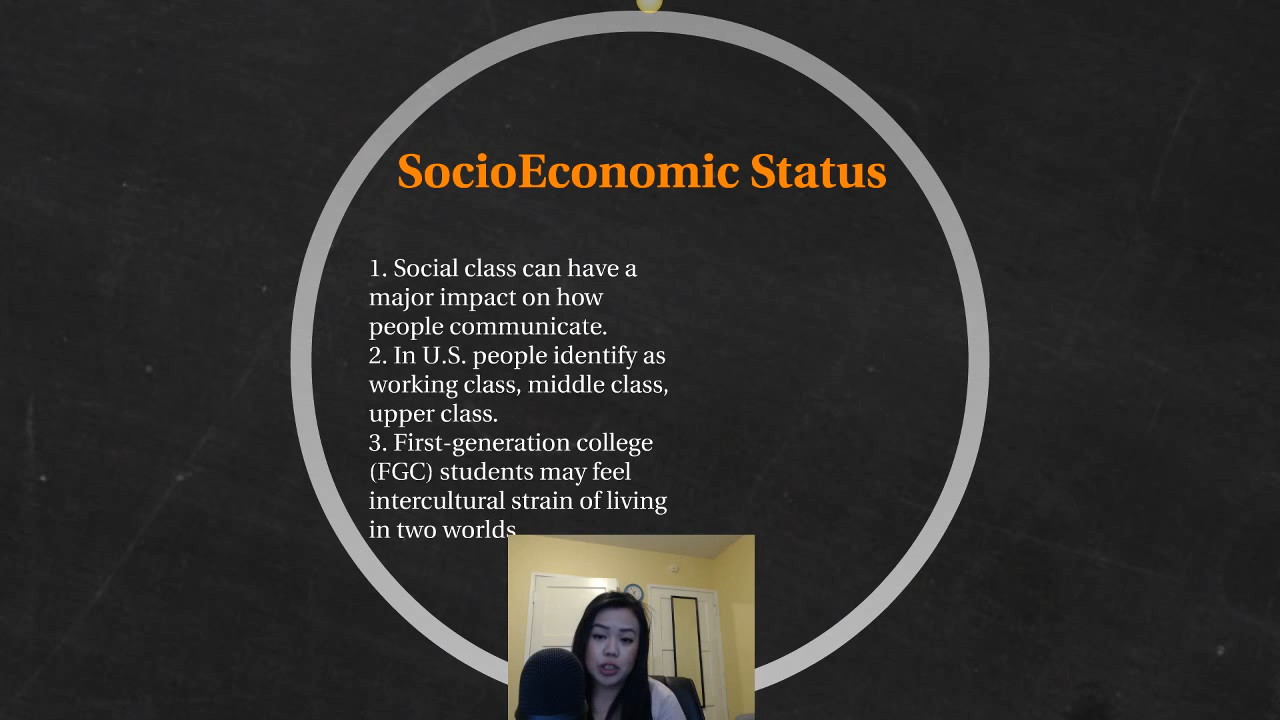 SocioEconomic Status
1. Social class can have a
major impact on how
people communicate.
2. In U.S. people identify as
working class, middle class,
upper class.
3. First-generation college
(FGC) students may feel
intercultural strain of living
in two worlds